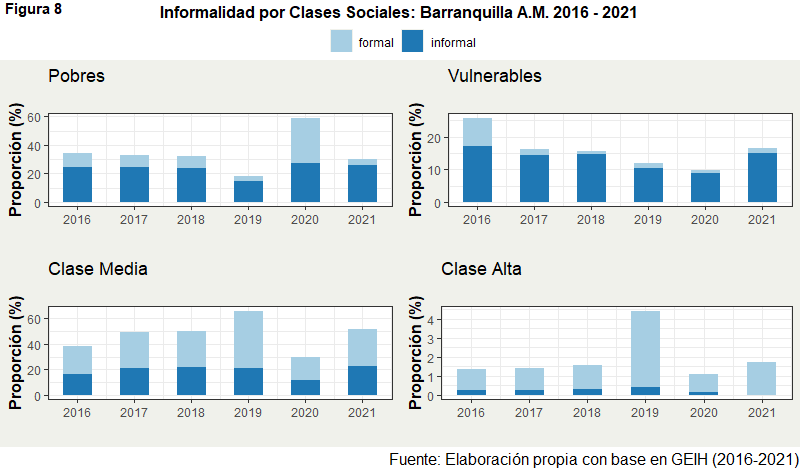 Figura 8
Informalidad por Clases Sociales: Barranquilla A.M. 2016 - 2021
formal informal
Pobres
Proporción (%)
60
40
20
0
2016 2017 2018 2019 2020 2021
Vulnerables
Proporción (%)
20
10
0
2016 2017 2018 2019 2020 2021
Clase Media
Proporción (%)
60
40
20
0
2016 2017 2018 2019 2020 2021
Clase Alta
Proporción (%)
4
3
2
1
0
2016 2017 2018 2019 2020 2021
Fuente: Elaboración propia con base en GEIH (2016-2021)